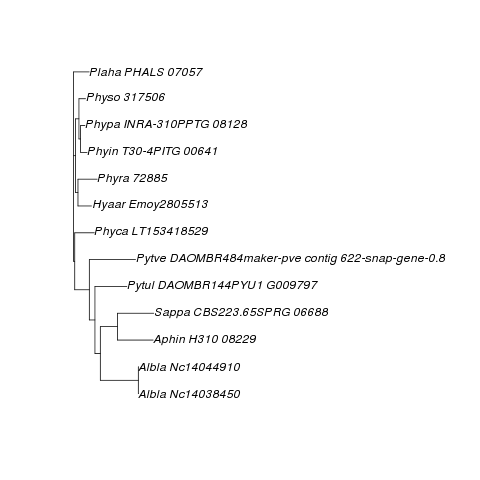 Plaha PHALS 07057
Physo 317506
Phypa INRA-310PPTG 08128
Phyin T30-4PITG 00641
Phyra 72885
Hyaar Emoy2805513
Phyca LT153418529
Pytve DAOMBR484maker-pve contig 622-snap-gene-0.8
Pytul DAOMBR144PYU1 G009797
Sappa CBS223.65SPRG 06688
Aphin H310 08229
Albla Nc14044910
Albla Nc14038450